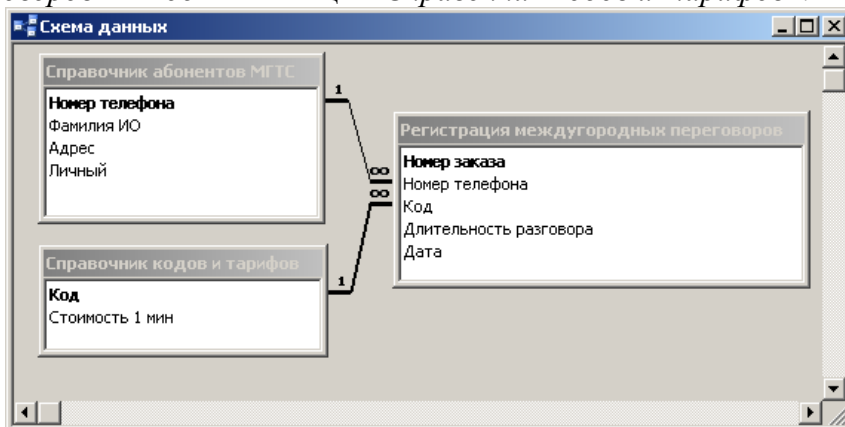 Схема данных
Справочник абонентов МГТС
Номер телефона
Фамилия ИО
Адрес
Личный
1
∞
∞
Регистрация междугородных переговоров
Номер заказа
Номер телефона
Код
Длительность разговора
Дата
Справочник кодов и тарифов
1
Код
Стоимость 1 мин